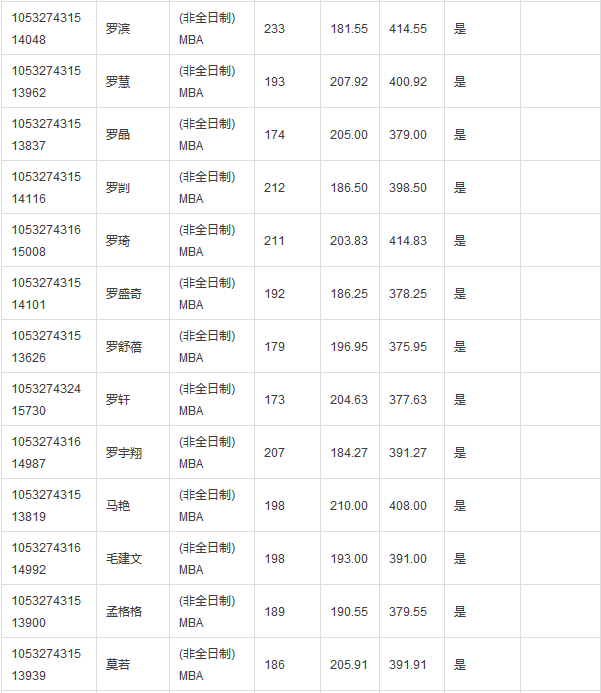 1053274315
14048
罗滨
(非全日制)
MBA
233
181.55
414.55
是
1053274315
13962
罗慧
(非全日制)
MBA
193
207.92
400.92
是
1053274315
13837
罗晶
(非全日制)
MBA
174
205.00
379.00
是
1053274315
14116
罗剀
(非全日制)
MBA
212
186.50
398.50
是
1053274316
15008
罗琦
(非全日制)
MBA
211
203.83
414.83
是
1053274315
14101
罗盛奇
(非全日制)
MBA
192
186.25
378.25
是
1053274315
13626
罗舒蓓
(非全日制)
MBA
179
196.95
375.95
是
1053274324
15730
罗轩
(非全日制)
MBA
173
204.63
377.63
是
1053274316
14987
罗宇翔
(非全日制)
MBA
207
184.27
391.27
是
1053274315
13819
马艳
(非全日制)
MBA
198
210.00
408.00
是
1053274316
14992
毛建文
(非全日制)
MBA
198
193.00
391.00
是
1053274315
13900
孟格格
(非全日制)
MBA
189
190.55
379.55
是
1053274315
13939
莫若
(非全日制)
MBA
186
205.91
391.91
是